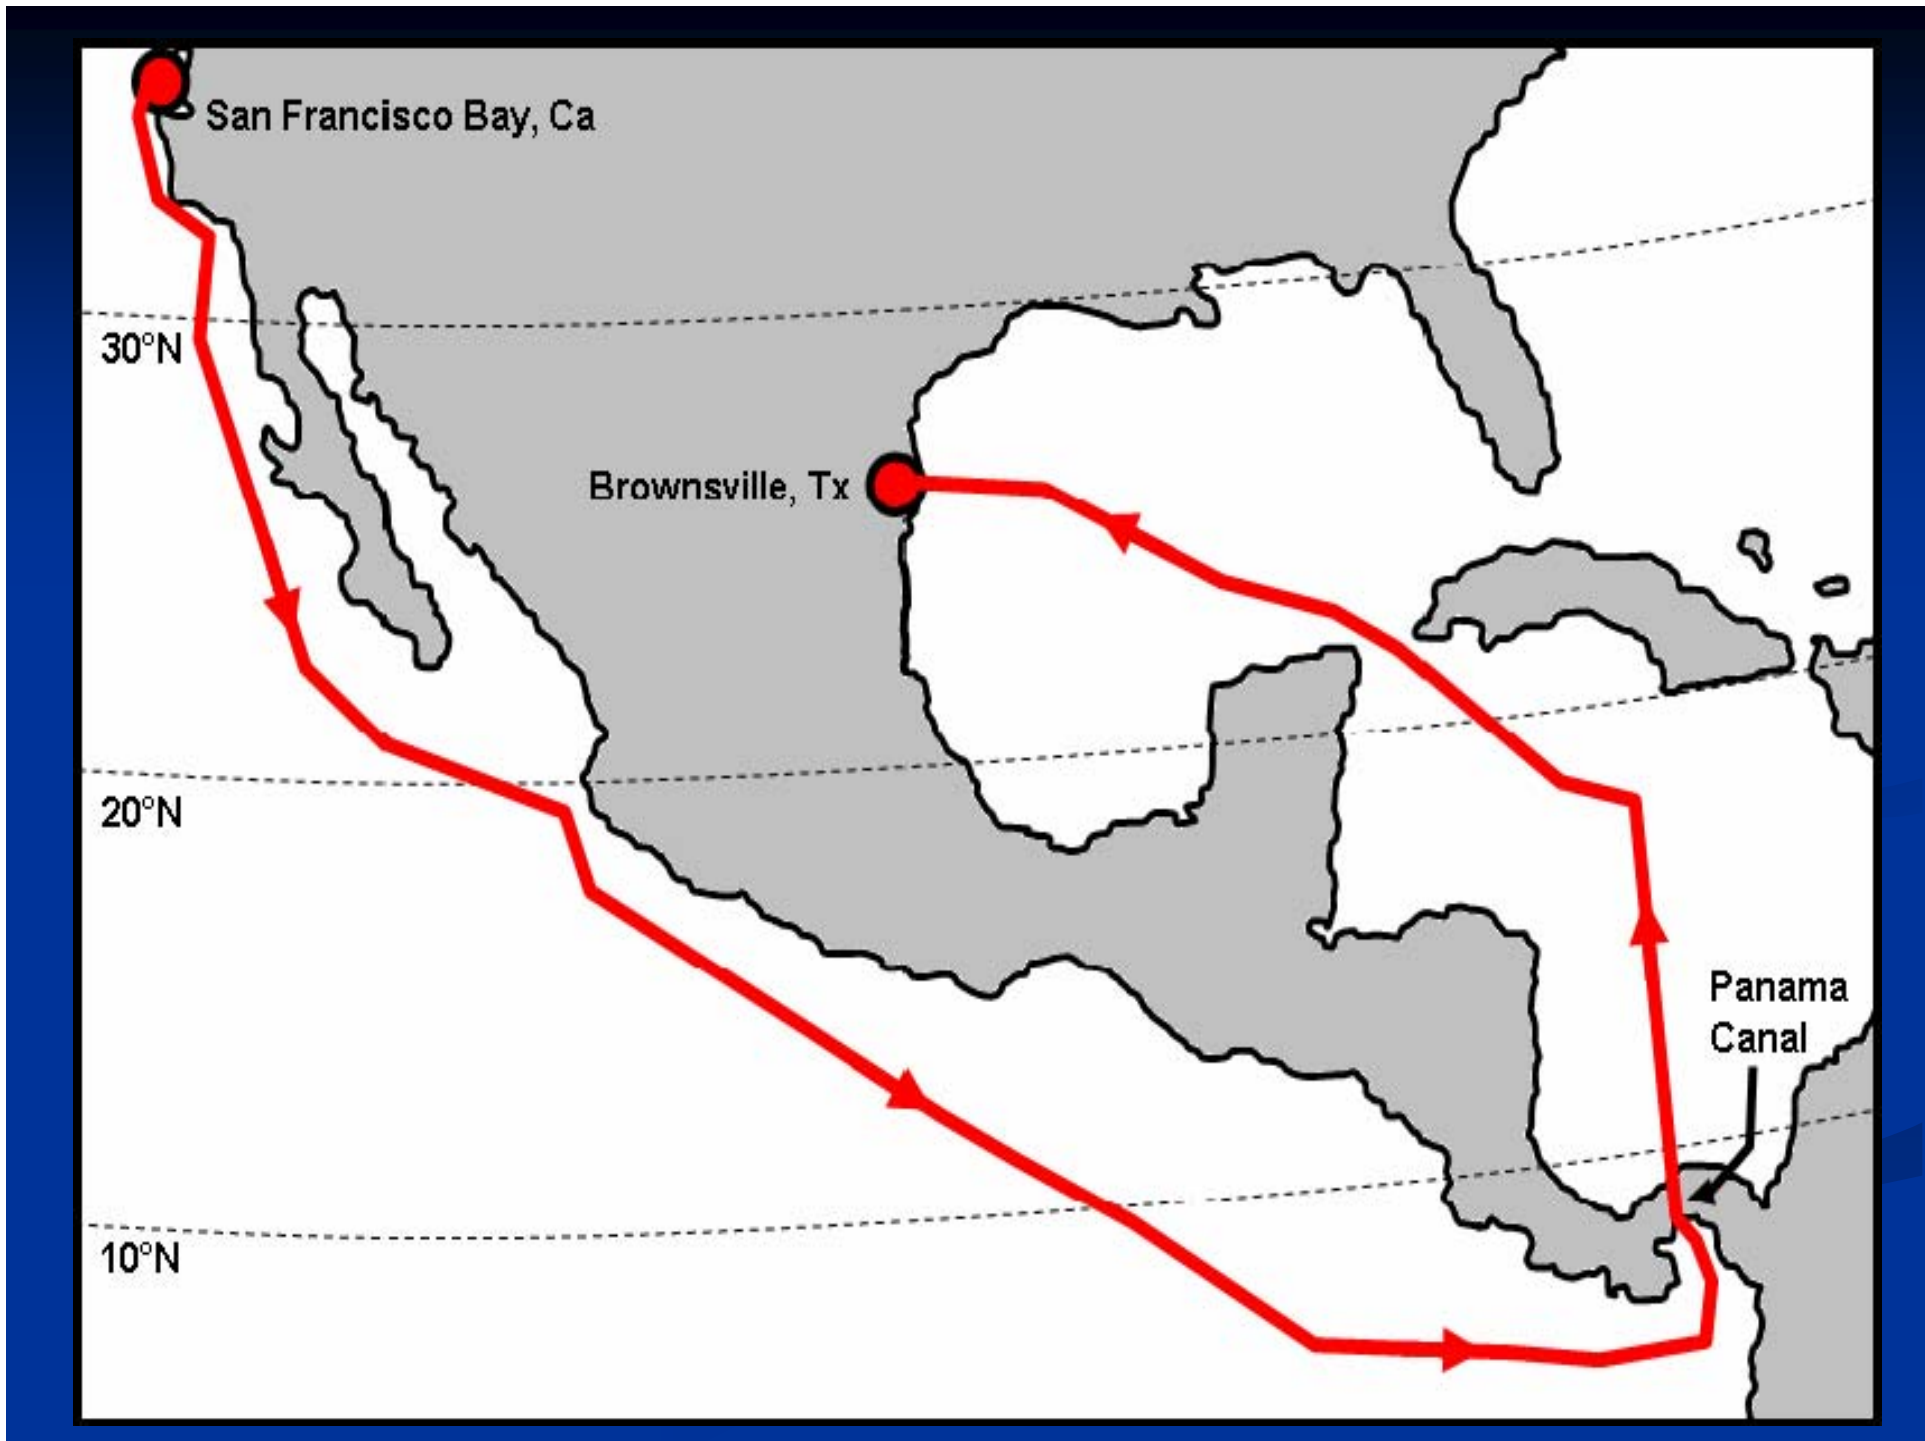 San Francisco Bay, Ca
30°N
Brownsville, Tx
20°N
Panama
Canal
10°N